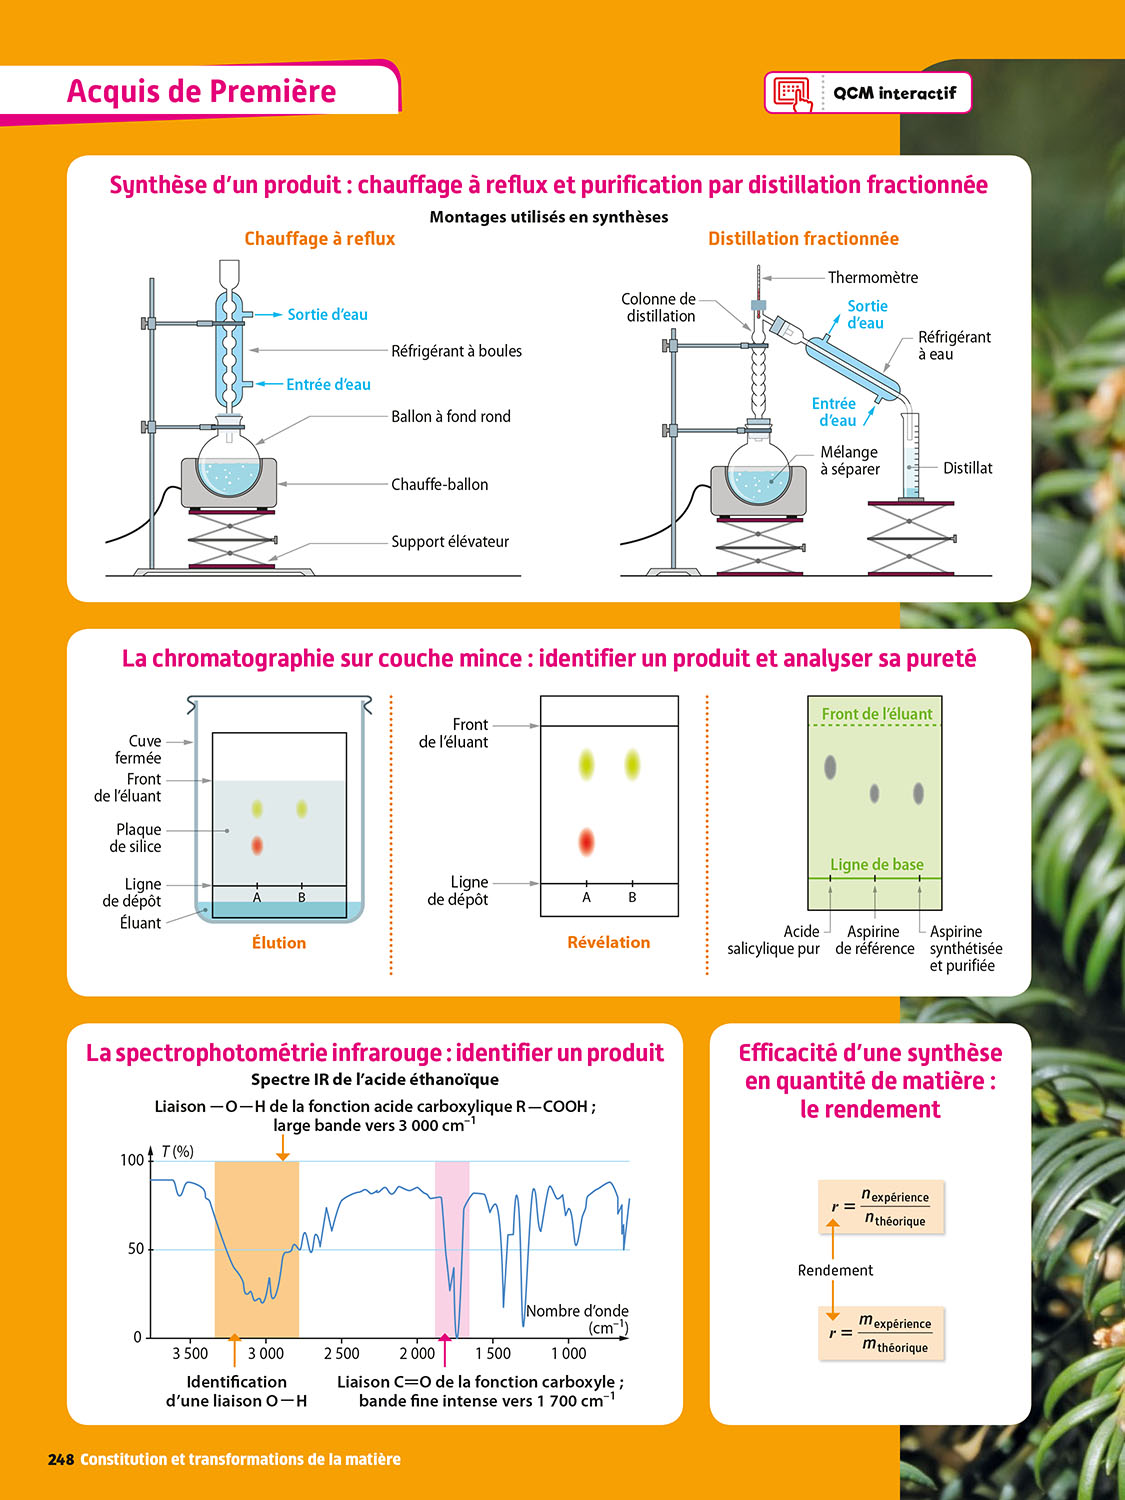 Acquis de Première
QCM interactif
Synthèse d'un produit : chauffage à reflux et purification par distillation fractionnée
Montages utilisés en synthèses
Chauffage à reflux
Sortie d'eau
Réfrigérant à boules
Entrée d'eau
Ballon à fond rond
Chauffe-ballon
Support élévateur
Distillation fractionnée
Thermomètre
Colonne de
distillation
Sortie
d'eau
Réfrigérant
à eau
Entrée
d'eau
Mélange
à séparer
Distillat
La chromatographie sur couche mince : identifier un produit et analyser sa pureté
Cuve
fermée
Front
de l'éluant
Plaque
de silice
Ligne
de dépôt
Éluant
A
B
Élution
Front
de l'éluant
Ligne
de dépôt
A
B
Révélation
Front de l'éluant
Ligne de base
Acide
salicylique pur
Aspirine
de référence
Aspirine
synthétisée
et purifiée
La spectrophotométrie infrarouge : identifier un produit
Spectre IR de l'acide éthanoïque
Liaison —O—H de la fonction acide carboxylique R—COOH ;
large bande vers 3 000 cm⁻¹
T (%)
100
50
0
Nombre d'onde
(cm⁻¹)
3 500 3 000 2 500 2 000 1 500 1 000
Identification
d'une liaison O—H
Liaison C=O de la fonction carboxyle ;
bande fine intense vers 1 700 cm⁻¹
Efficacité d'une synthèse
en quantité de matière :
le rendement
r = n expérience / n théorique
Rendement
r = m expérience / m théorique
248 Constitution et transformations de la matière